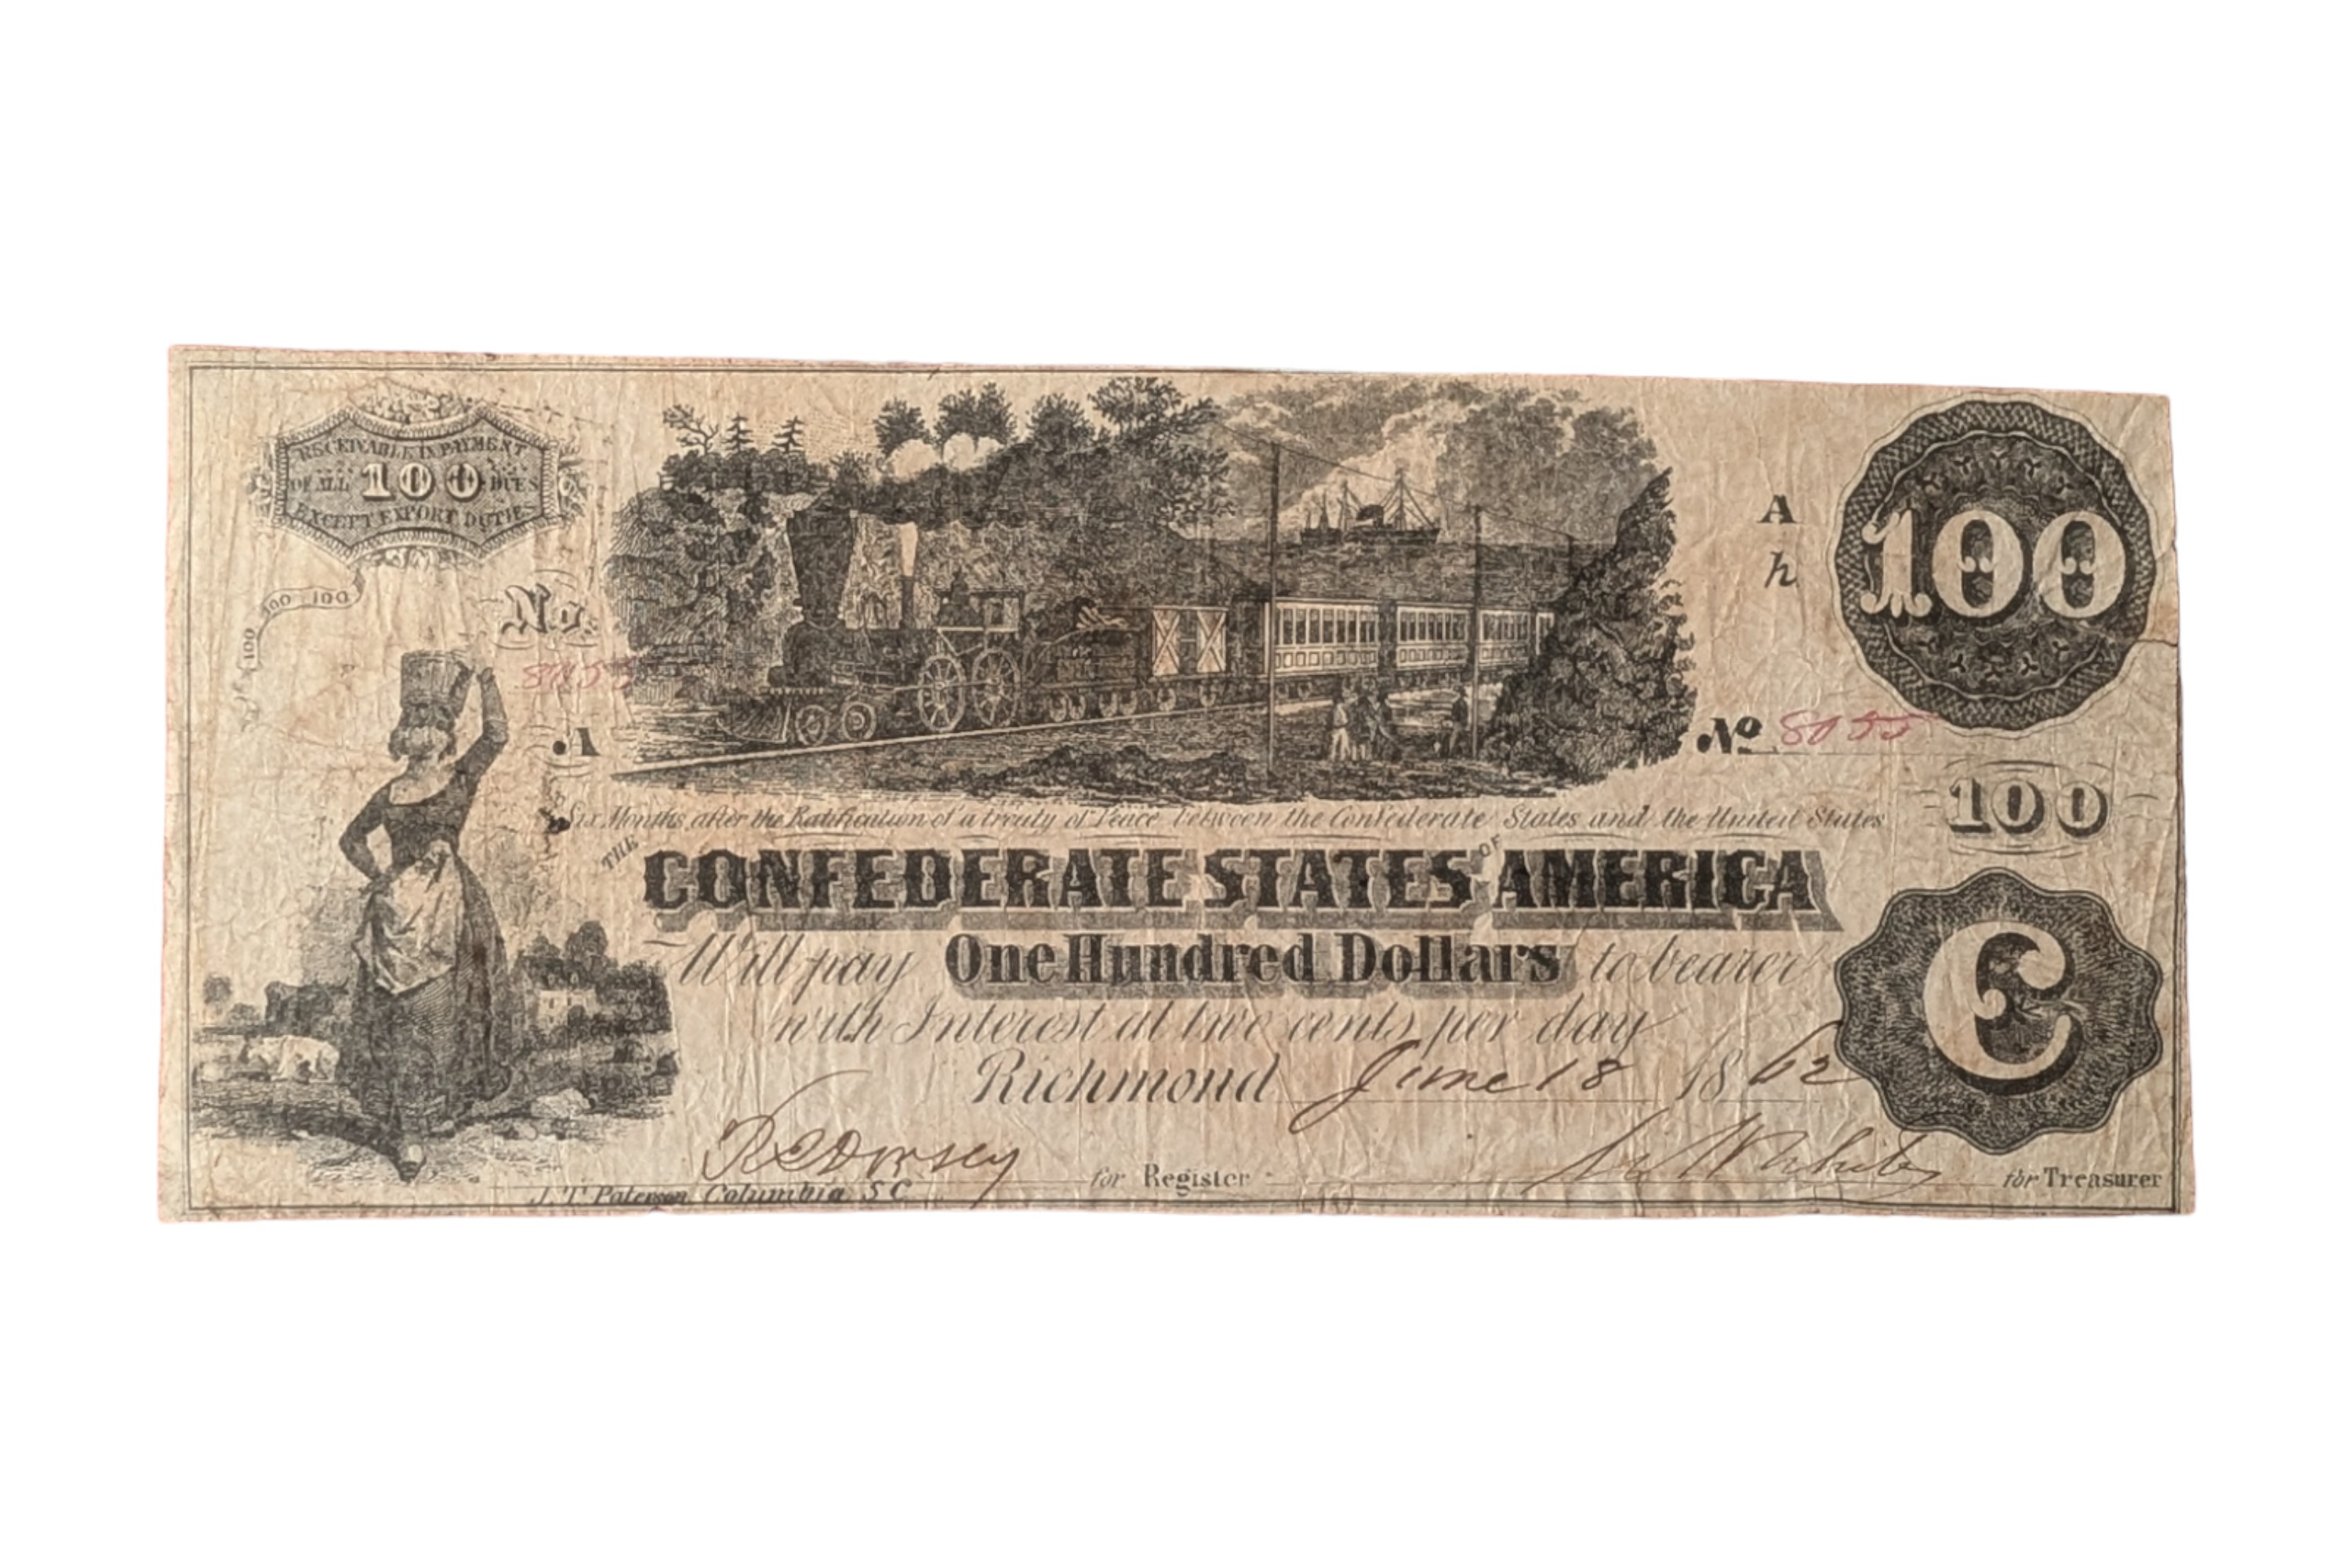 RECEIVABLE IN PAYMENT
OF ALL 100 DUES
EXCEPT EXPORT DUTIES
100 100
100
No.
A
A
h
100
No 8055
100
Six Months after the Ratification of a treaty of Peace between the Confederate States and the United States
THE CONFEDERATE STATES OF AMERICA
Will pay One Hundred Dollars to bearer
with Interest at two cents per day
Richmond June 18 1862
C
for Register
for Treasurer
J. T. Paterson Columbia S C